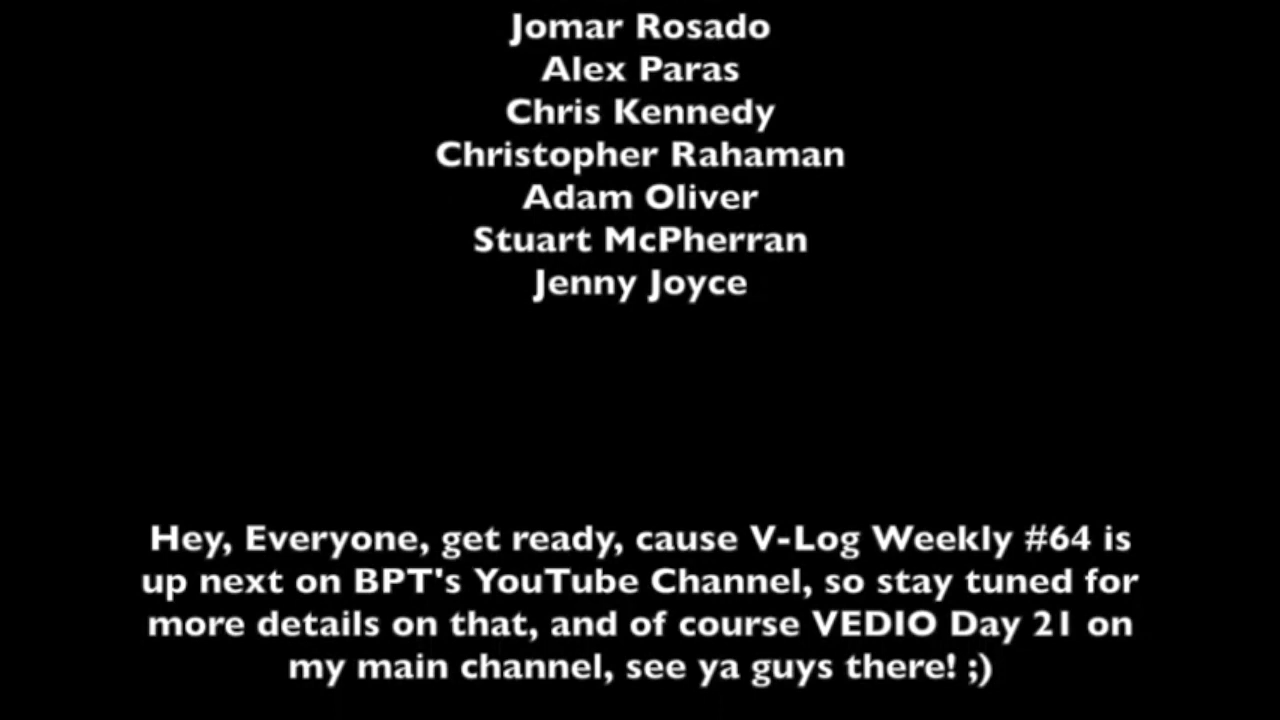 Jomar Rosado
Alex Paras
Chris Kennedy
Christopher Rahaman
Adam Oliver
Stuart McPherran
Jenny Joyce
Hey, Everyone, get ready, cause V-Log Weekly #64 is
up next on BPT's YouTube Channel, so stay tuned for
more details on that, and of course VEDIO Day 21 on
my main channel, see ya guys there! ;)